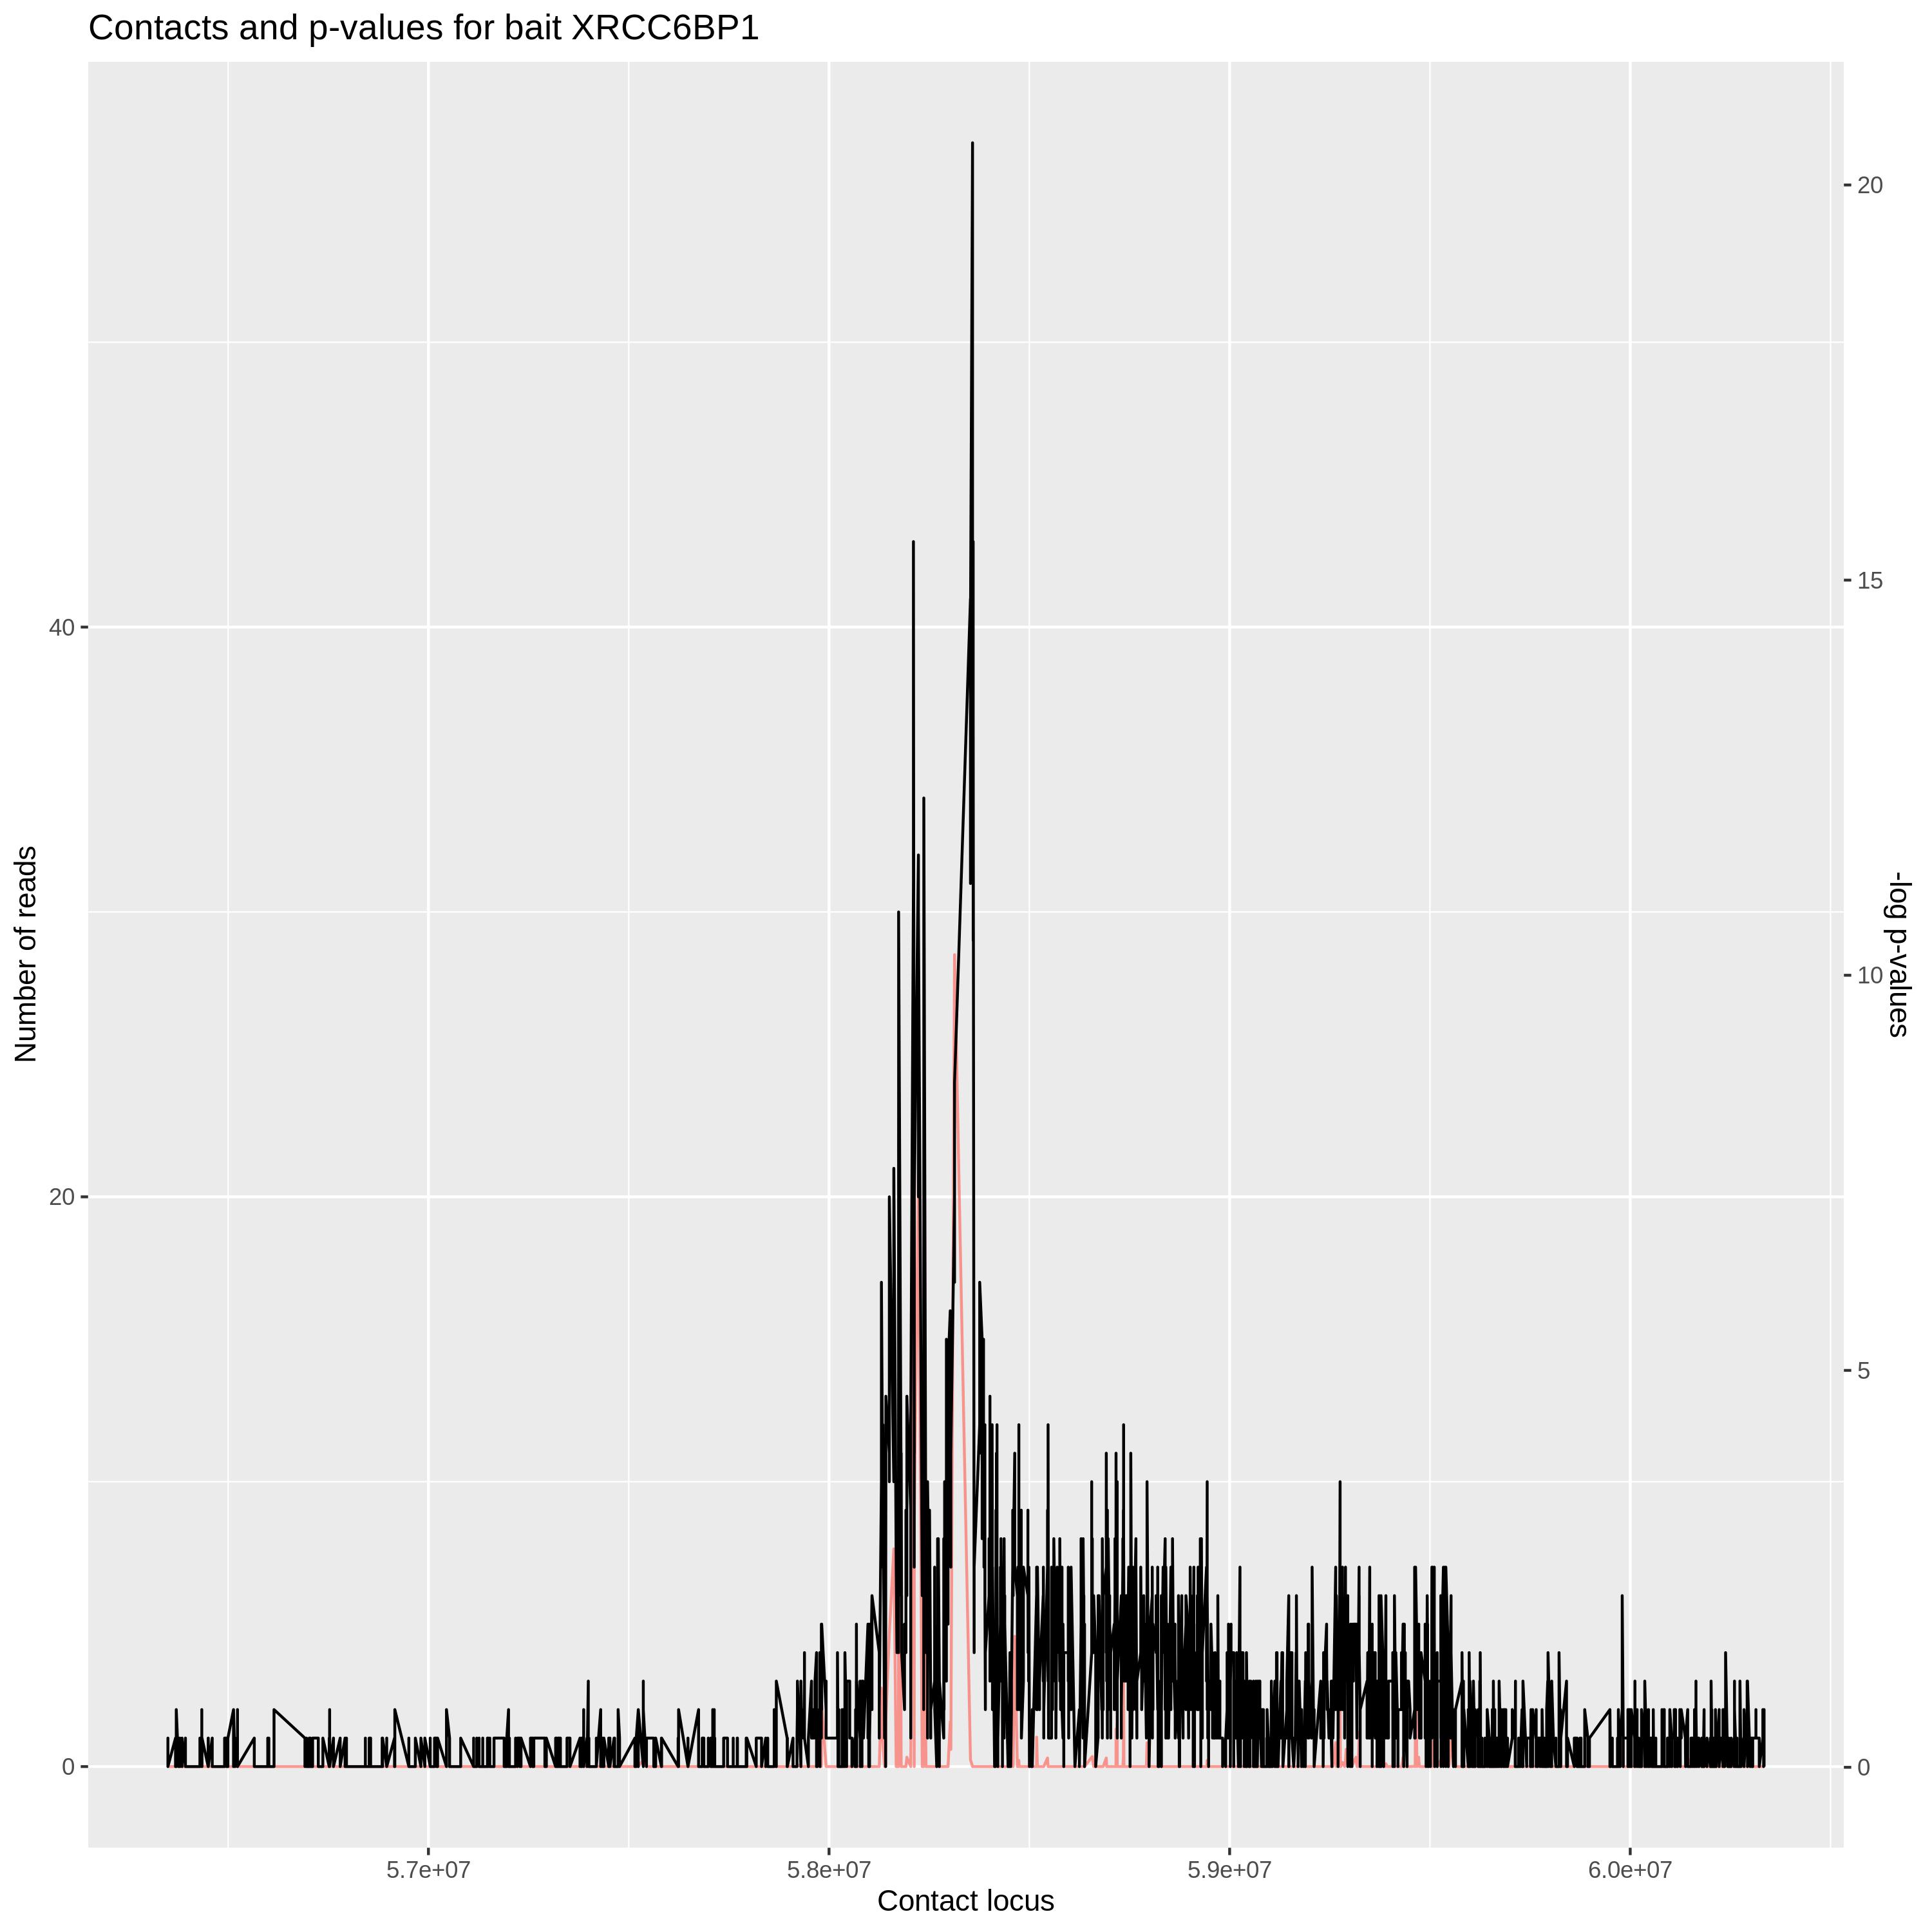 Contacts and p-values for bait XRCC6BP1
Number of reads
40
20
0
20
15
10
5
0
-log p-values
5.7e+07
5.8e+07
5.9e+07
6.0e+07
Contact locus